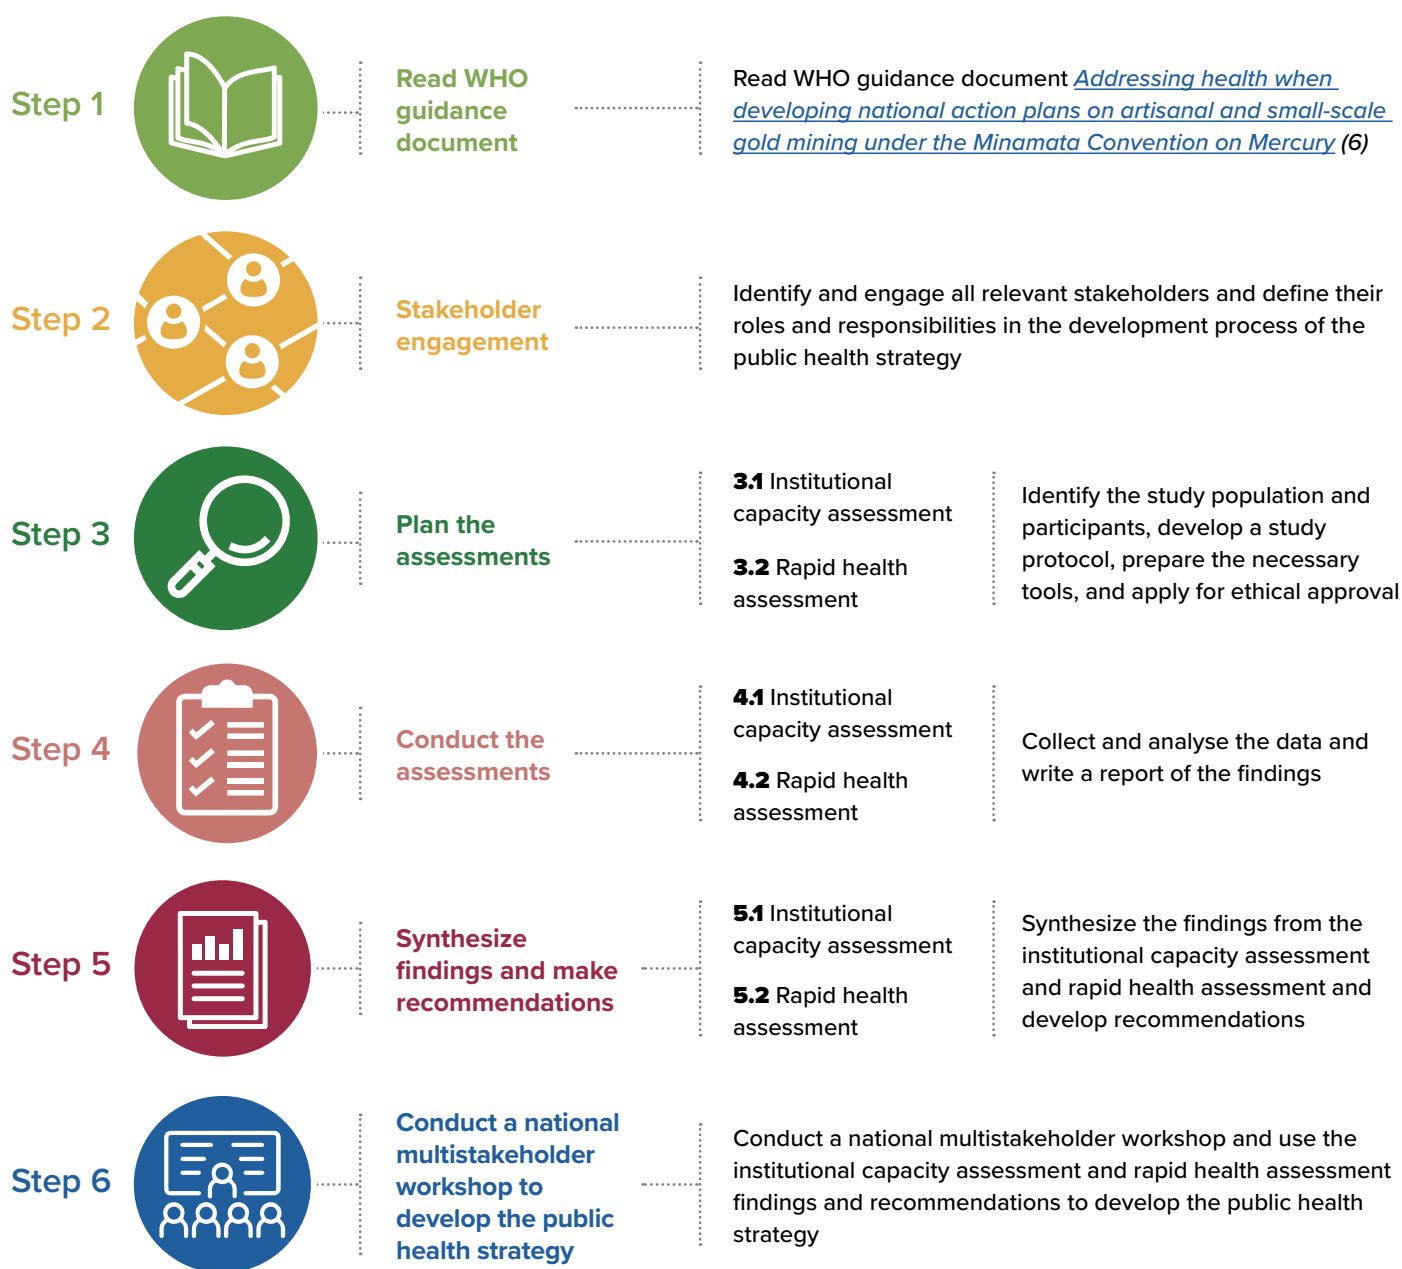 Step 1
Read WHO
guidance
document
Read WHO guidance document Addressing health when
developing national action plans on artisanal and small-scale
gold mining under the Minamata Convention on Mercury (6)
Step 2
Stakeholder
engagement
Identify and engage all relevant stakeholders and define their
roles and responsibilities in the development process of the
public health strategy
Step 3
Plan the
assessments
3.1 Institutional
capacity assessment
3.2 Rapid health
assessment
Identify the study population and
participants, develop a study
protocol, prepare the necessary
tools, and apply for ethical approval
Step 4
Conduct the
assessments
4.1 Institutional
capacity assessment
4.2 Rapid health
assessment
Collect and analyse the data and
write a report of the findings
Step 5
Synthesize
findings and make
recommendations
5.1 Institutional
capacity assessment
5.2 Rapid health
assessment
Synthesize the findings from the
institutional capacity assessment
and rapid health assessment and
develop recommendations
Step 6
Conduct a national
multistakeholder
workshop to
develop the public
health strategy
Conduct a national multistakeholder workshop and use the
institutional capacity assessment and rapid health assessment
findings and recommendations to develop the public health
strategy